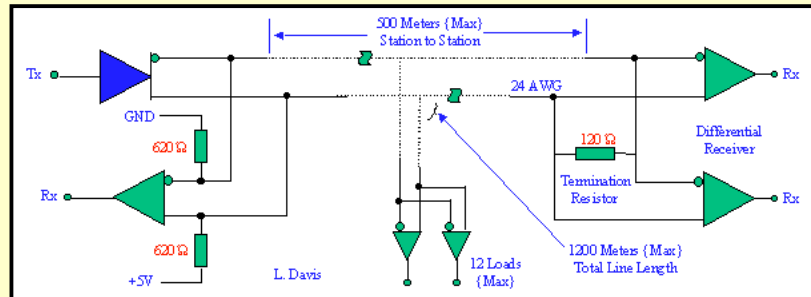 500 Meters {Max}
Station to Station
Tx
24 AWG
Rx
GND
620 Ω
120 Ω
Differential
Receiver
Rx
Termination
Resistor
Rx
620 Ω
+5V
L. Davis
12 Loads
{Max}
1200 Meters {Max}
Total Line Length